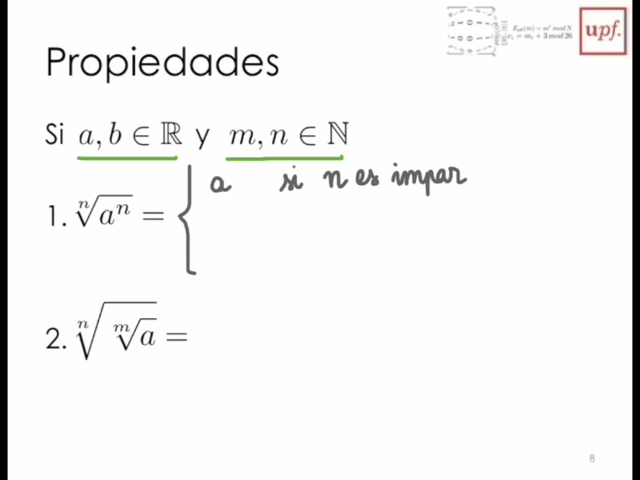 upf.
Propiedades
Si a, b ∈ ℝ y m, n ∈ ℕ
1. ⁿ√aⁿ = { a si n es impar
2. ⁿ√ᵐ√a =
8